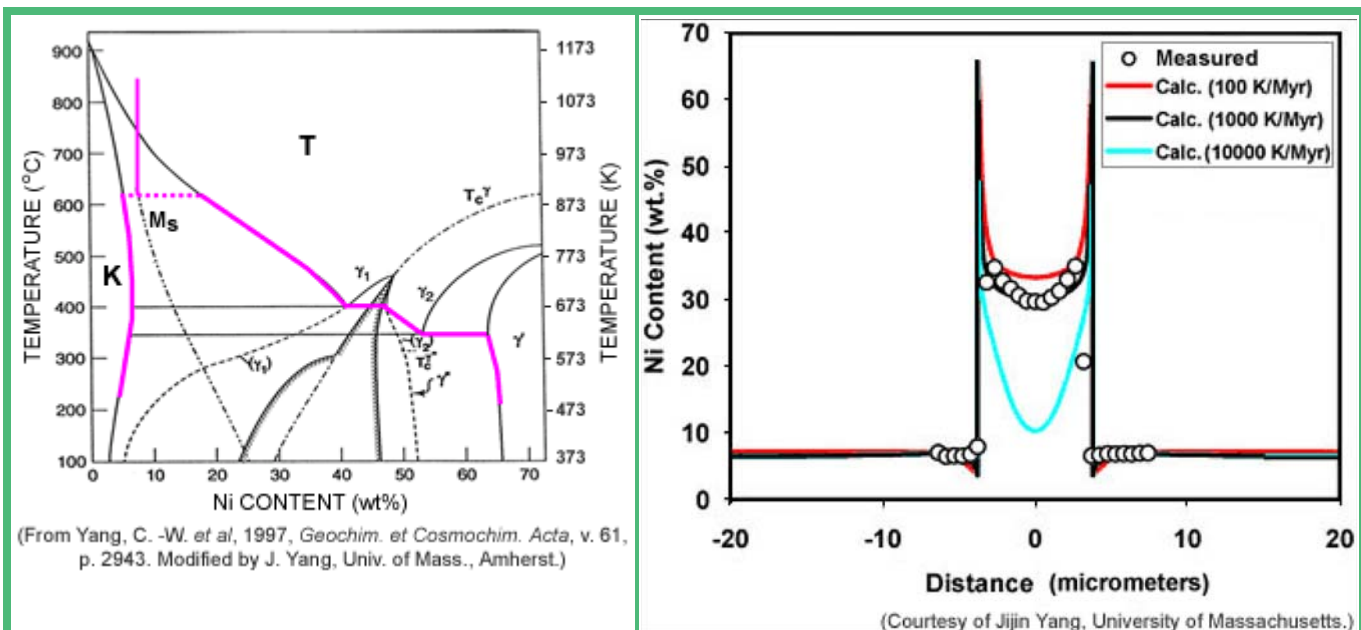 900
800
700
600
500
400
300
200
100
TEMPERATURE (°C)
0
10
20
30
40
50
60
70
Ni CONTENT (wt%)
1173
1073
973
873
773
673
573
473
373
TEMPERATURE (K)
T
K
Ms
Tcγ
γ1
γ2
γ'
(γ1)
(γ2)
γ"
(From Yang, C. -W. et al, 1997, Geochim. et Cosmochim. Acta, v. 61,
p. 2943. Modified by J. Yang, Univ. of Mass., Amherst.)
70
60
50
40
30
20
10
0
Ni Content (wt.%)
-20
-10
0
10
20
Distance (micrometers)
Measured
Calc. (100 K/Myr)
Calc. (1000 K/Myr)
Calc. (10000 K/Myr)
(Courtesy of Jijin Yang, University of Massachusetts.)